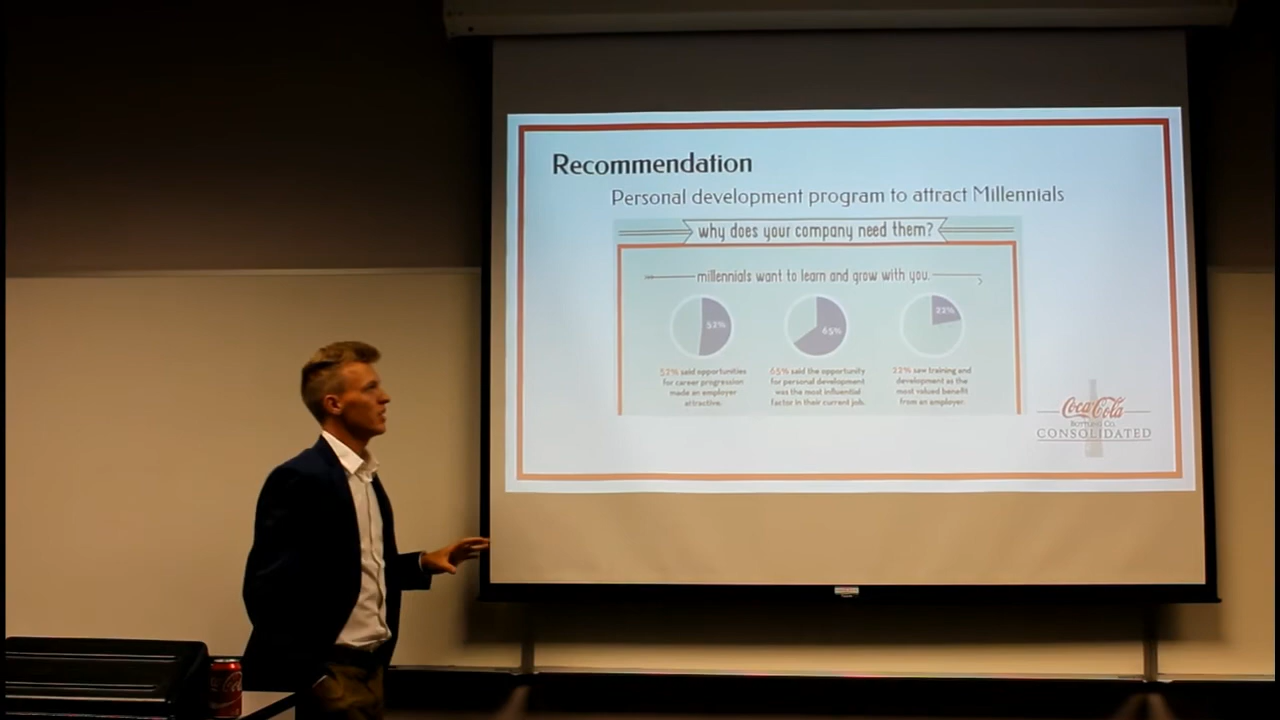 Recommendation
Personal development program to attract Millennials
why does your company need them?
millennials want to learn and grow with you.
52%
65%
22%
52% said opportunities
for career progression
made an employer
attractive.
65% said the opportunity
for personal development
was the most influential
factor in their current job.
22% saw training and
development as the
most valued benefit
from an employer.
Coca-Cola
BOTTLING CO.
CONSOLIDATED